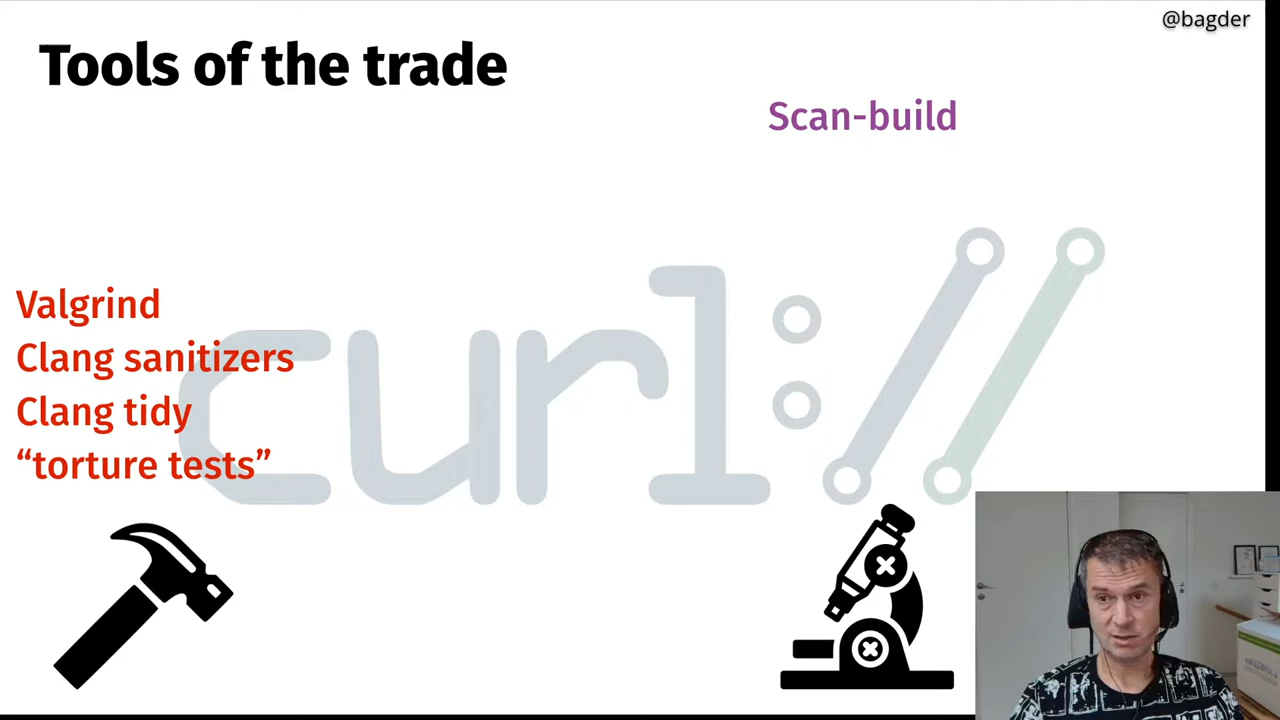 @bagder
Tools of the trade
Scan-build
Valgrind
Clang sanitizers
Clang tidy
“torture tests”
curl://